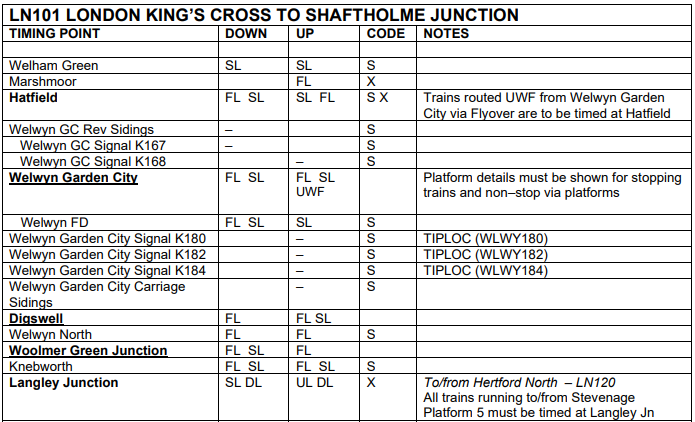 LN101 LONDON KING’S CROSS TO SHAFTHOLME JUNCTION
TIMING POINT DOWN UP CODE NOTES
Welham Green SL SL S
Marshmoor FL X
Hatfield FL SL SL FL S X Trains routed UWF from Welwyn Garden
City via Flyover are to be timed at Hatfield
Welwyn GC Rev Sidings – S
Welwyn GC Signal K167 – S
Welwyn GC Signal K168 – S
Welwyn Garden City FL SL FL SL Platform details must be shown for stopping
UWF trains and non–stop via platforms
Welwyn FD FL SL SL S
Welwyn Garden City Signal K180 – S TIPLOC (WLWY180)
Welwyn Garden City Signal K182 – S TIPLOC (WLWY182)
Welwyn Garden City Signal K184 – S TIPLOC (WLWY184)
Welwyn Garden City Carriage – S
Sidings
Digswell FL FL SL
Welwyn North FL FL S
Woolmer Green Junction FL SL FL
Knebworth FL SL FL SL S
Langley Junction SL DL UL DL X To/from Hertford North – LN120
All trains running to/from Stevenage
Platform 5 must be timed at Langley Jn